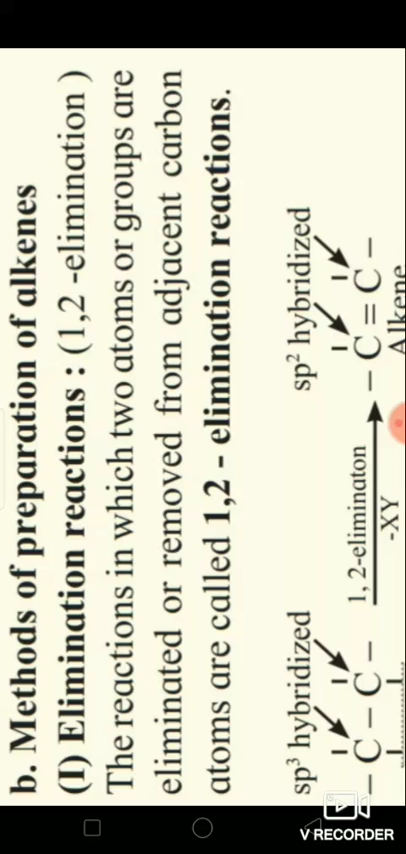 b. Methods of preparation of alkenes
(I) Elimination reactions : (1,2 -elimination )
The reactions in which two atoms or groups are
eliminated or removed from adjacent carbon
atoms are called 1,2 - elimination reactions.
sp³ hybridized
sp² hybridized
- C - C -
1, 2-eliminaton
-XY
- C = C -
Alkene
V RECORDER